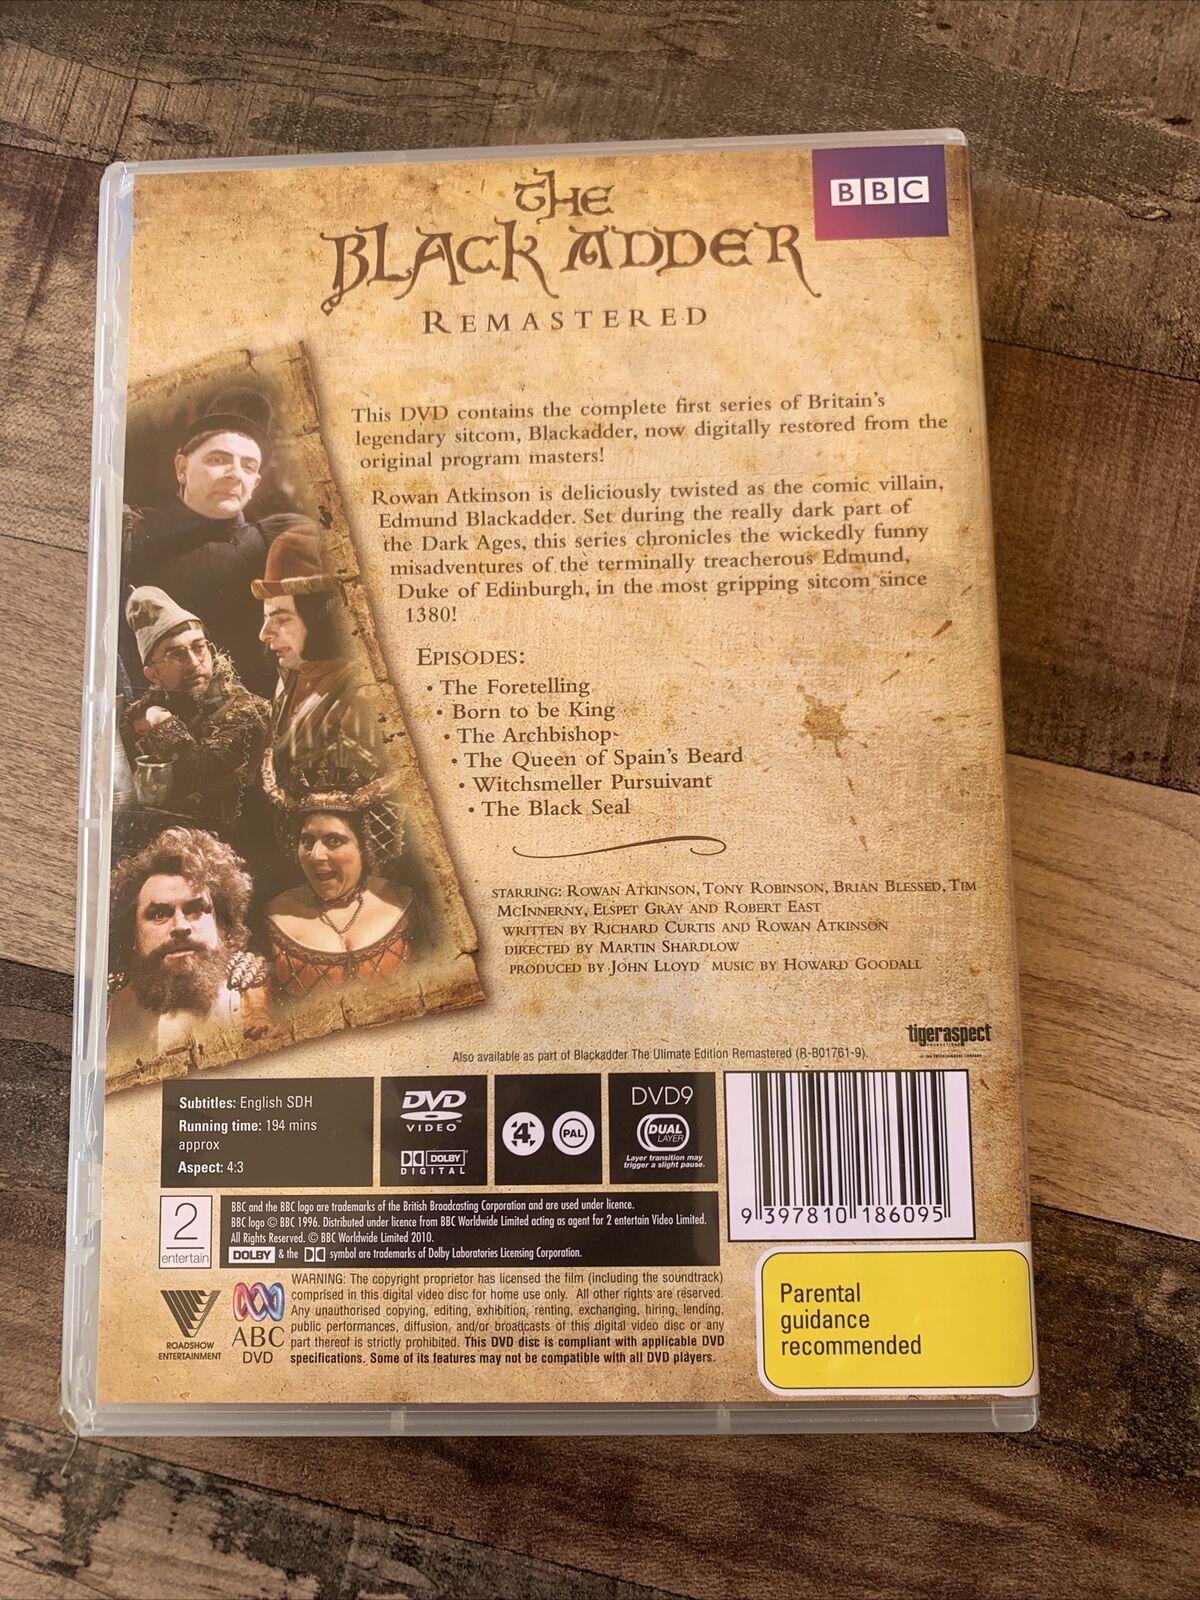 THE
BLACK ADDER
REMASTERED
BBC
This DVD contains the complete first series of Britain's
legendary sitcom, Blackadder, now digitally restored from the
original program masters!
Rowan Atkinson is deliciously twisted as the comic villain,
Edmund Blackadder. Set during the really dark part of
the Dark Ages, this series chronicles the wickedly funny
misadventures of the terminally treacherous Edmund,
Duke of Edinburgh, in the most gripping sitcom since
1380!
EPISODES:
• The Foretelling
• Born to be King
• The Archbishop
• The Queen of Spain's Beard
• Witchsmeller Pursuivant
• The Black Seal
STARRING: ROWAN ATKINSON, TONY ROBINSON, BRIAN BLESSED, TIM
MCINNERNY, ELSPET GRAY AND ROBERT EAST
WRITTEN BY RICHARD CURTIS AND ROWAN ATKINSON
DIRECTED BY MARTIN SHARDLOW
PRODUCED BY JOHN LLOYD MUSIC BY HOWARD GOODALL
tigeraspect
PRODUCTIONS
Also available as part of Blackadder The Ulimate Edition Remastered (R-B01761-9).
Subtitles: English SDH
Running time: 194 mins
approx
Aspect: 4:3
DVD
VIDEO
DOLBY
DIGITAL
4
PAL
DVD9
DUAL
LAYER
Layer transition may
trigger a slight pause.
9 397810 186095
2
entertain
BBC and the BBC logo are trademarks of the British Broadcasting Corporation and are used under licence.
BBC logo © BBC 1996. Distributed under licence from BBC Worldwide Limited acting as agent for 2 entertain Video Limited.
All Rights Reserved. © BBC Worldwide Limited 2010.
DOLBY & the symbol are trademarks of Dolby Laboratories Licensing Corporation.
ROADSHOW
ENTERTAINMENT
ABC
DVD
WARNING: The copyright proprietor has licensed the film (including the soundtrack)
comprised in this digital video disc for home use only. All other rights are reserved.
Any unauthorised copying, editing, exhibition, renting, exchanging, hiring, lending,
public performances, diffusion, and/or broadcasts of this digital video disc or any
part thereof is strictly prohibited. This DVD disc is compliant with applicable DVD
specifications. Some of its features may not be compatible with all DVD players.
Parental
guidance
recommended